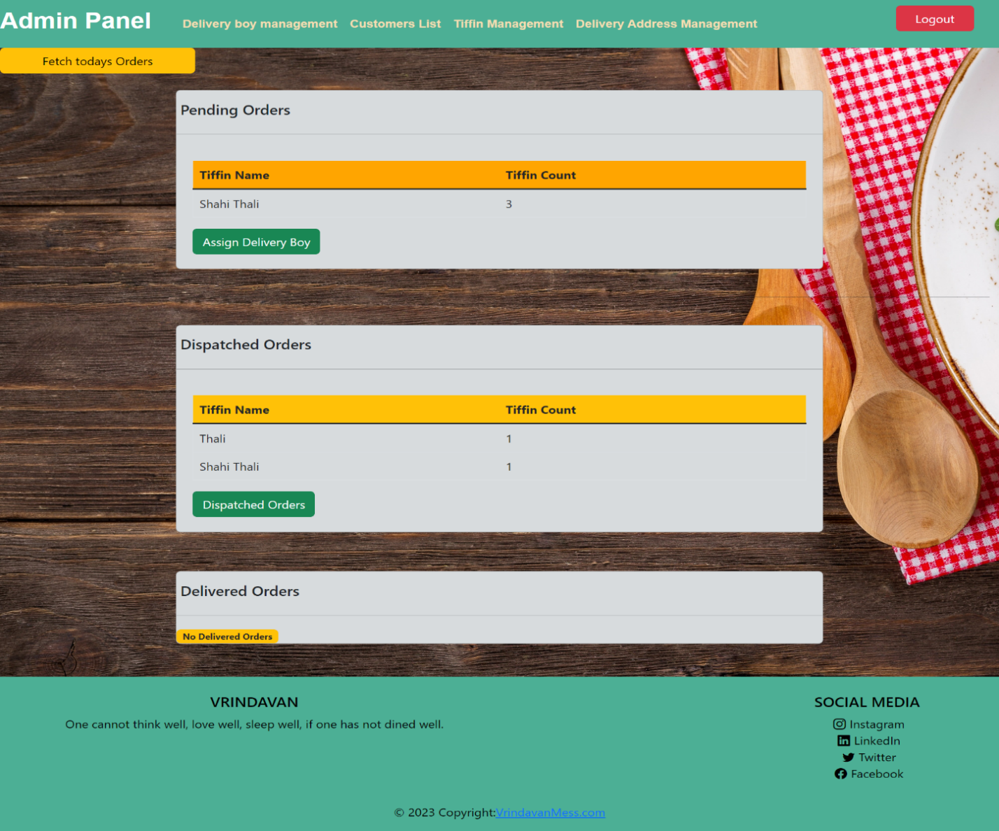 Admin Panel
Delivery boy management Customers List Tiffin Management Delivery Address Management
Logout
Fetch todays Orders
Pending Orders
Tiffin Name Tiffin Count
Shahi Thali 3
Assign Delivery Boy
Dispatched Orders
Tiffin Name Tiffin Count
Thali 1
Shahi Thali 1
Dispatched Orders
Delivered Orders
No Delivered Orders
VRINDAVAN
One cannot think well, love well, sleep well, if one has not dined well.
SOCIAL MEDIA
Instagram
LinkedIn
Twitter
Facebook
© 2023 Copyright:VrindavanMess.com